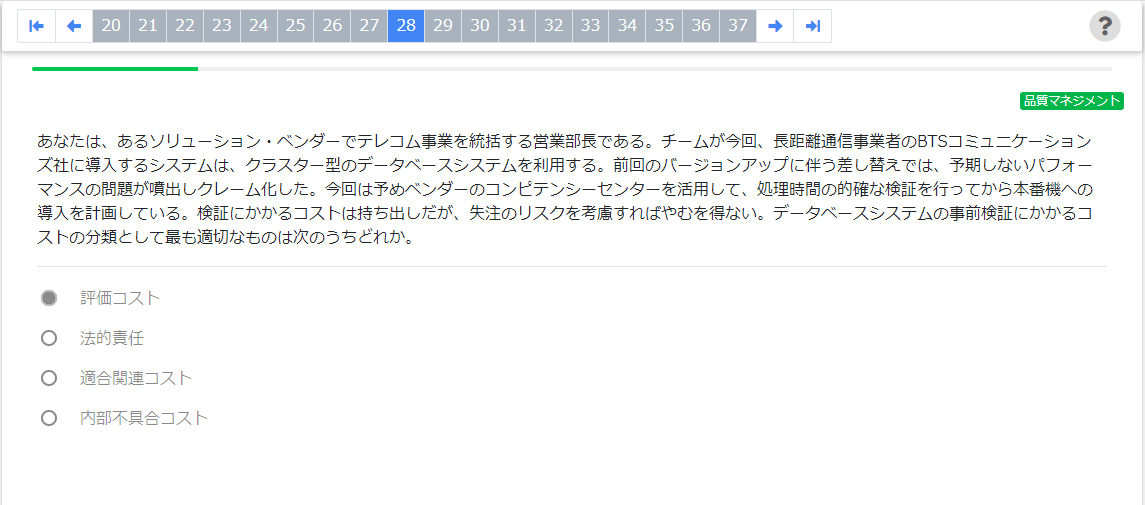 20 21 22 23 24 25 26 27 28 29 30 31 32 33 34 35 36 37 ?
品質マネジメント
あなたは、あるソリューション・ベンダーでテレコム事業を統括する営業部長である。チームが今回、長距離通信事業者のBTSコミュニケーション
ズ社に導入するシステムは、クラスター型のデータベースシステムを利用する。前回のバージョンアップに伴う差し替えでは、予期しないパフォー
マンスの問題が噴出しクレーム化した。今回は予めベンダーのコンピテンシーセンターを活用して、処理時間の的確な検証を行ってから本番機への
導入を計画している。検証にかかるコストは持ち出しだが、失注のリスクを考慮すればやむを得ない。データベースシステムの事前検証にかかるコ
ストの分類として最も適切なものは次のうちどれか。
評価コスト
法的責任
適合関連コスト
内部不具合コスト